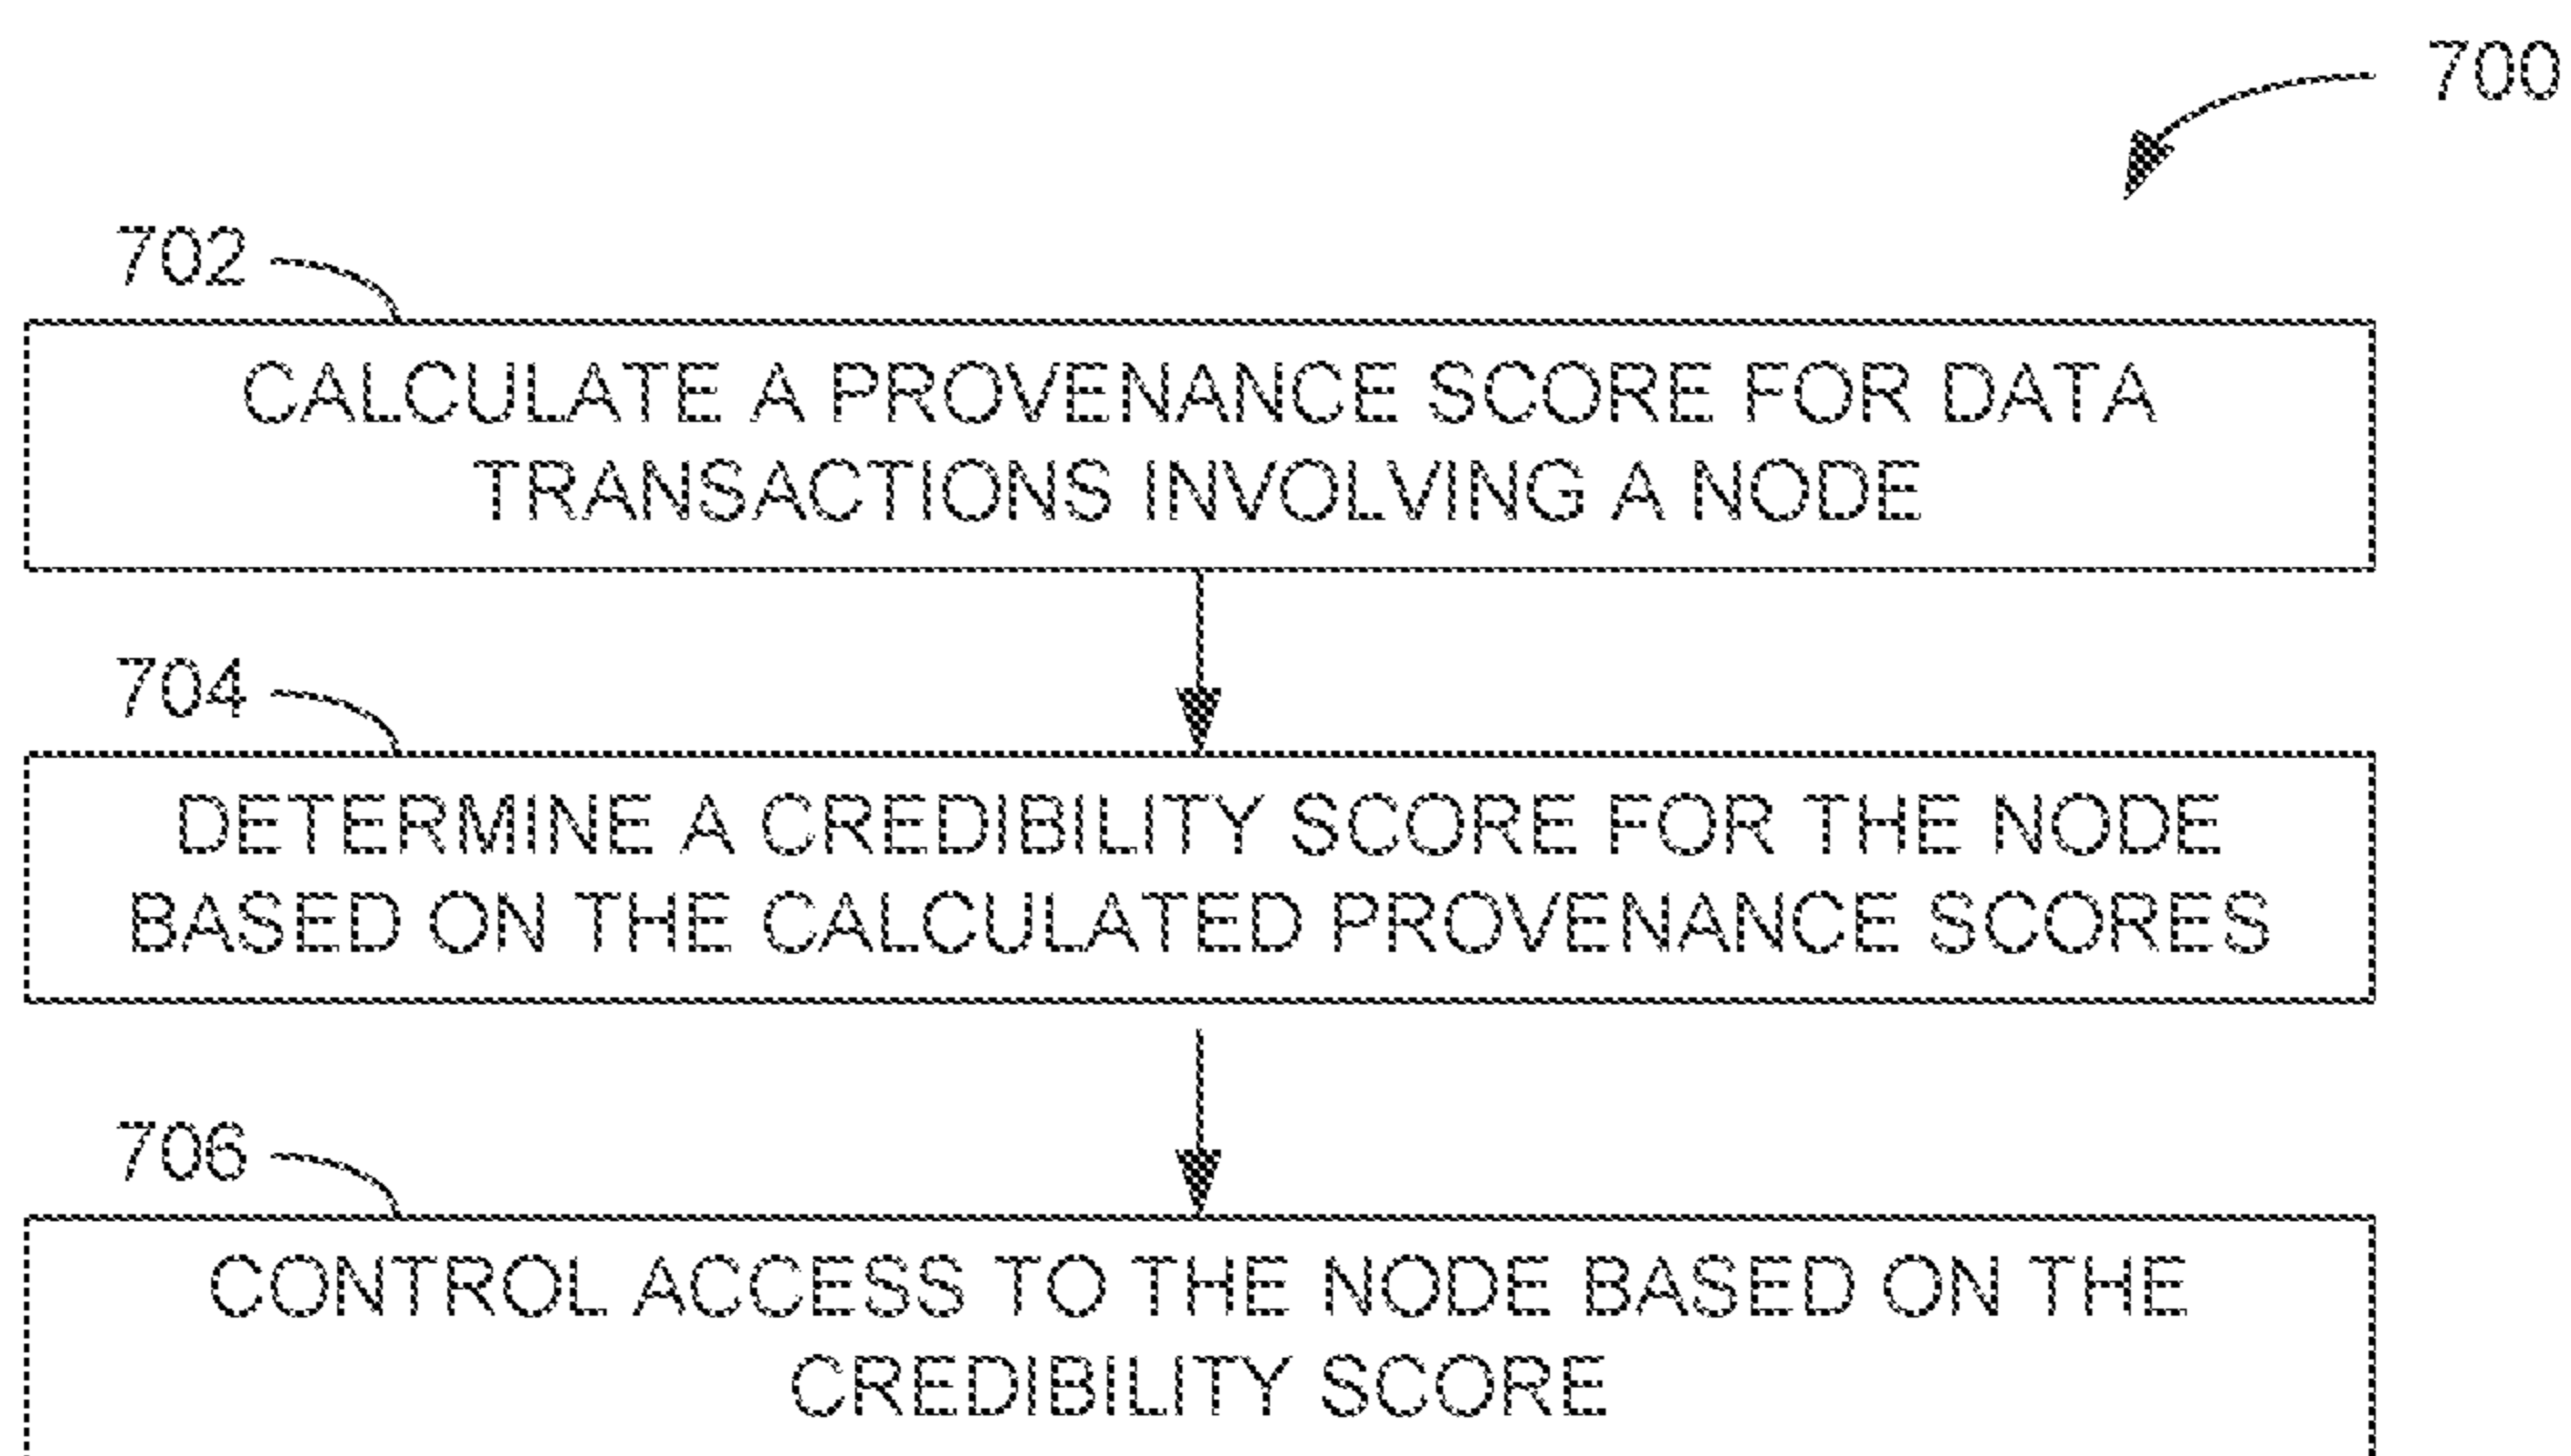 700
702
CALCULATE A PROVENANCE SCORE FOR DATA
TRANSACTIONS INVOLVING A NODE
704
DETERMINE A CREDIBILITY SCORE FOR THE NODE
BASED ON THE CALCULATED PROVENANCE SCORES
706
CONTROL ACCESS TO THE NODE BASED ON THE
CREDIBILITY SCORE